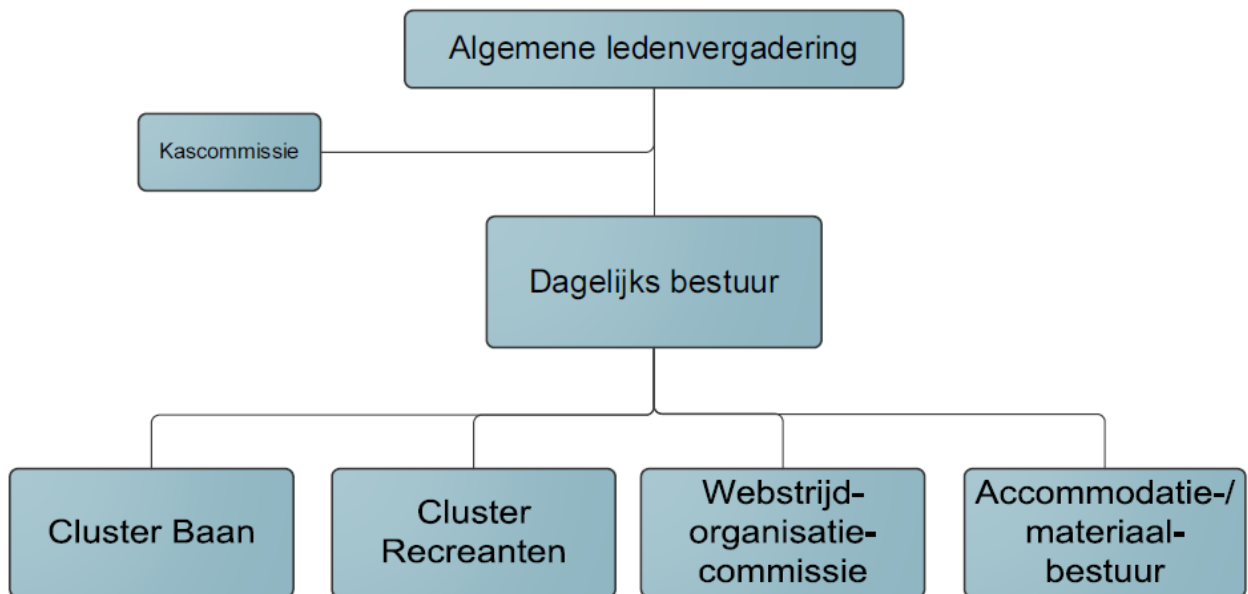 Algemene ledenvergadering
Kascommissie
Dagelijks bestuur
Cluster Baan
Cluster
Recreanten
Webstrijd-
organisatie-
commissie
Accommodatie-/
materiaal-
bestuur